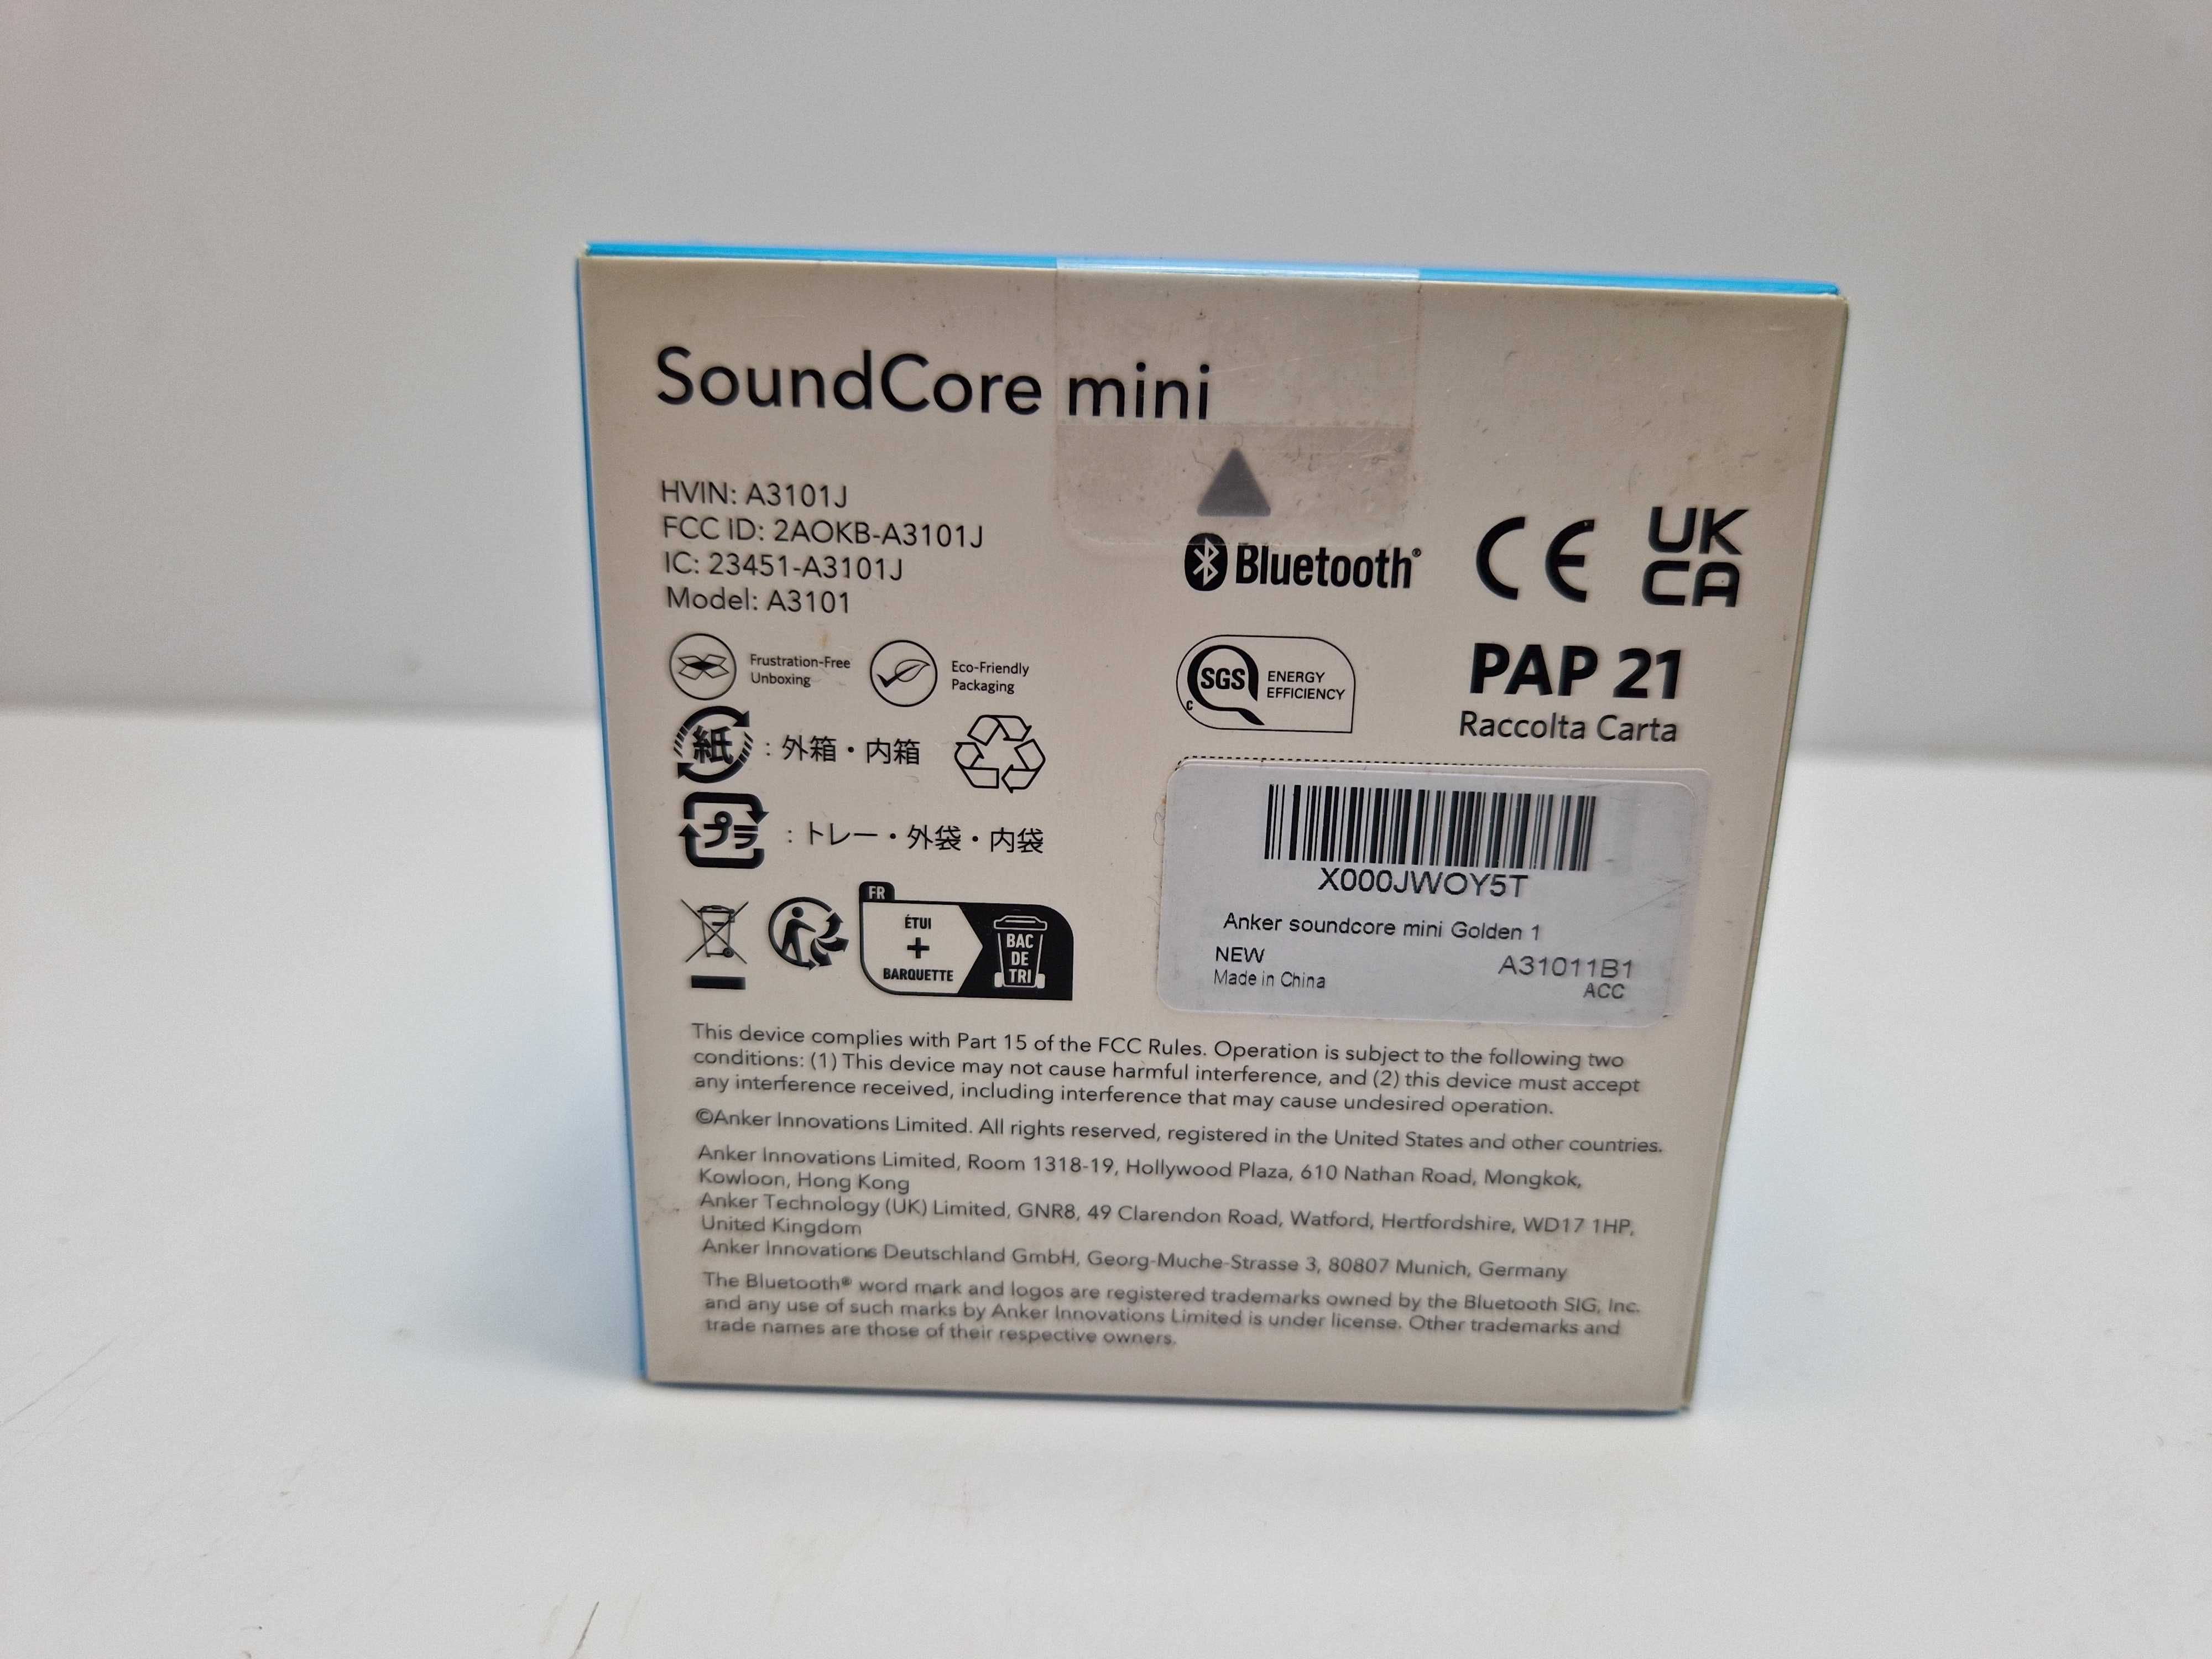 SoundCore mini
HVIN: A3101J
FCC ID: 2AOKB-A3101J
IC: 23451-A3101J
Model: A3101
Bluetooth®
CE
UK
CA
Frustration-Free
Unboxing
Eco-Friendly
Packaging
SGS
C
ENERGY
EFFICIENCY
PAP 21
Raccolta Carta
紙 : 外箱・内箱
プラ : トレー・外袋・内袋
FR
ÉTUI
+
BARQUETTE
BAC
DE
TRI
X000JWOY5T
Anker soundcore mini Golden 1
NEW
A31011B1
Made in China
ACC
This device complies with Part 15 of the FCC Rules. Operation is subject to the following two
conditions: (1) This device may not cause harmful interference, and (2) this device must accept
any interference received, including interference that may cause undesired operation.
©Anker Innovations Limited. All rights reserved, registered in the United States and other countries.
Anker Innovations Limited, Room 1318-19, Hollywood Plaza, 610 Nathan Road, Mongkok,
Kowloon, Hong Kong
Anker Technology (UK) Limited, GNR8, 49 Clarendon Road, Watford, Hertfordshire, WD17 1HP,
United Kingdom
Anker Innovations Deutschland GmbH, Georg-Muche-Strasse 3, 80807 Munich, Germany
The Bluetooth® word mark and logos are registered trademarks owned by the Bluetooth SIG, Inc.
and any use of such marks by Anker Innovations Limited is under license. Other trademarks and
trade names are those of their respective owners.